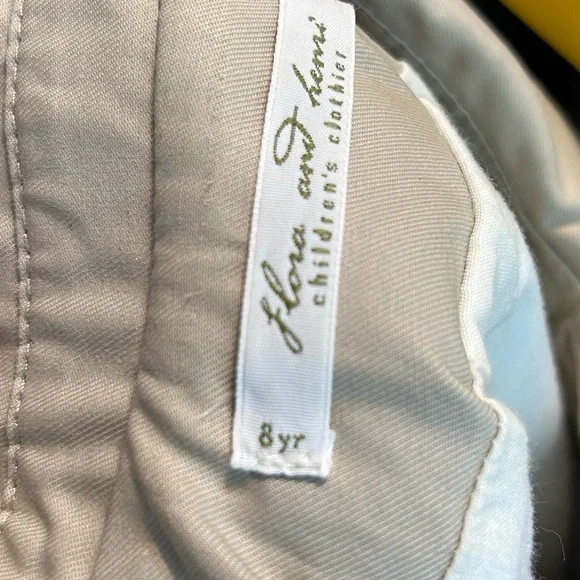 flora and henri
children's clothier
8yr